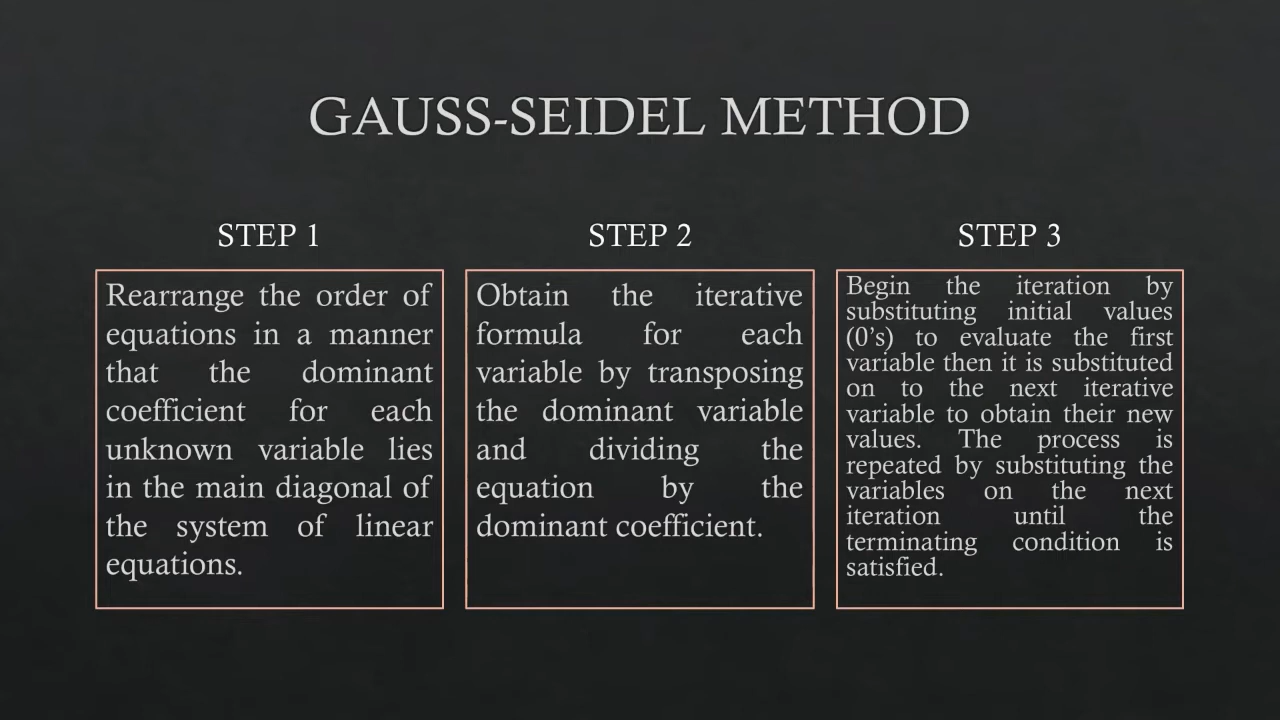 GAUSS-SEIDEL METHOD
STEP 1
Rearrange the order of
equations in a manner
that the dominant
coefficient for each
unknown variable lies
in the main diagonal of
the system of linear
equations.
STEP 2
Obtain the iterative
formula for each
variable by transposing
the dominant variable
and dividing the
equation by the
dominant coefficient.
STEP 3
Begin the iteration by
substituting initial values
(0's) to evaluate the first
variable then it is substituted
on to the next iterative
variable to obtain their new
values. The process is
repeated by substituting the
variables on the next
iteration until the
terminating condition is
satisfied.